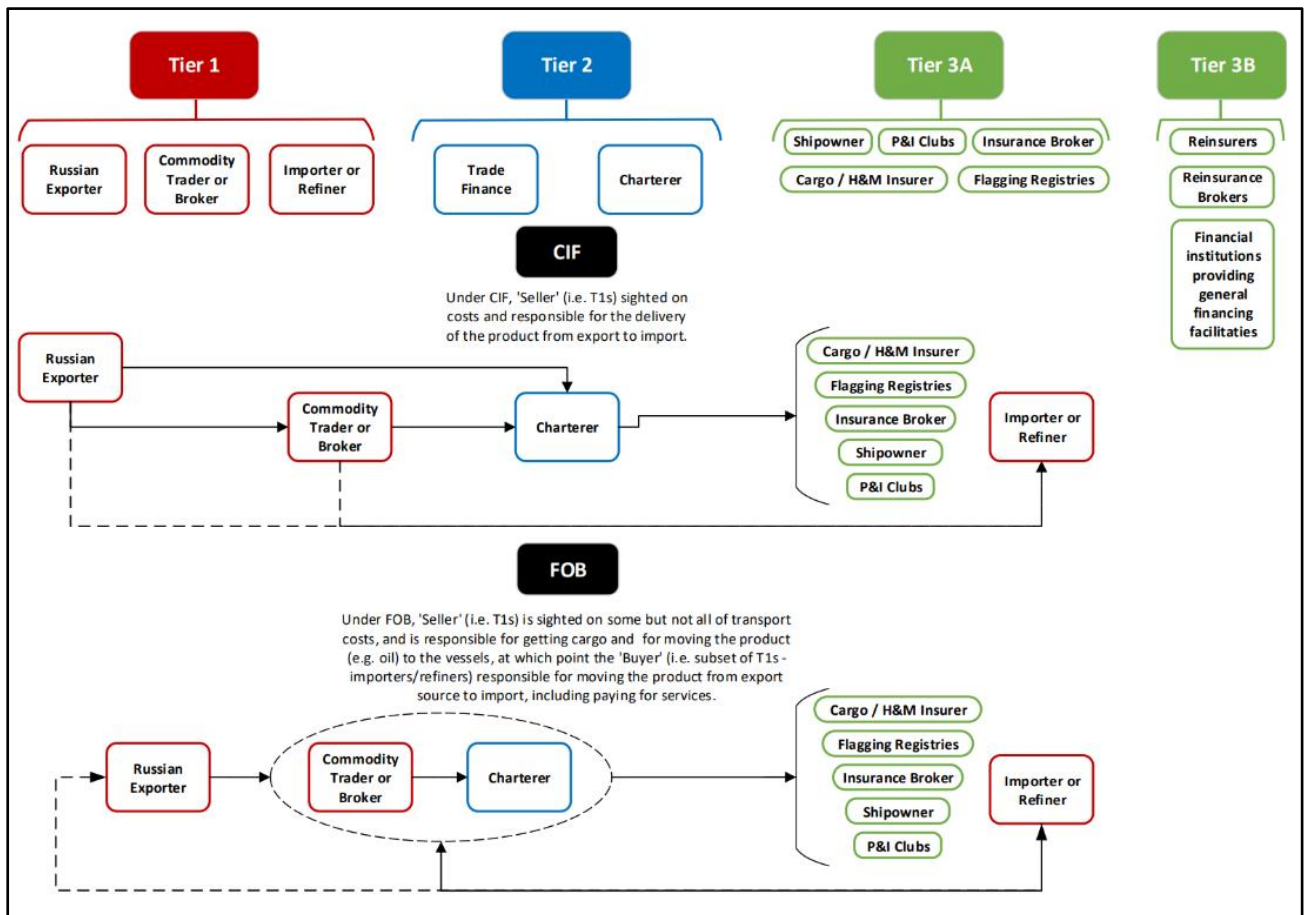 Tier 1
Tier 2
Tier 3A
Tier 3B
Russian
Exporter
Commodity
Trader or
Broker
Importer or
Refiner
Trade
Finance
Charterer
Shipowner
P&I Clubs
Insurance Broker
Cargo / H&M Insurer
Flagging Registries
Reinsurers
Reinsurance
Brokers
Financial
institutions
providing
general
financing
facilitaties
CIF
Under CIF, 'Seller' (i.e. T1s) sighted on
costs and responsible for the delivery
of the product from export to import.
Russian
Exporter
Commodity
Trader or
Broker
Charterer
Cargo / H&M Insurer
Flagging Registries
Insurance Broker
Shipowner
P&I Clubs
Importer or
Refiner
FOB
Under FOB, 'Seller' (i.e. T1s) is sighted on some but not all of transport
costs, and is responsible for getting cargo and for moving the product
(e.g. oil) to the vessels, at which point the 'Buyer' (i.e. subset of T1s -
importers/refiners) responsible for moving the product from export
source to import, including paying for services.
Russian
Exporter
Commodity
Trader or
Broker
Charterer
Cargo / H&M Insurer
Flagging Registries
Insurance Broker
Shipowner
P&I Clubs
Importer or
Refiner